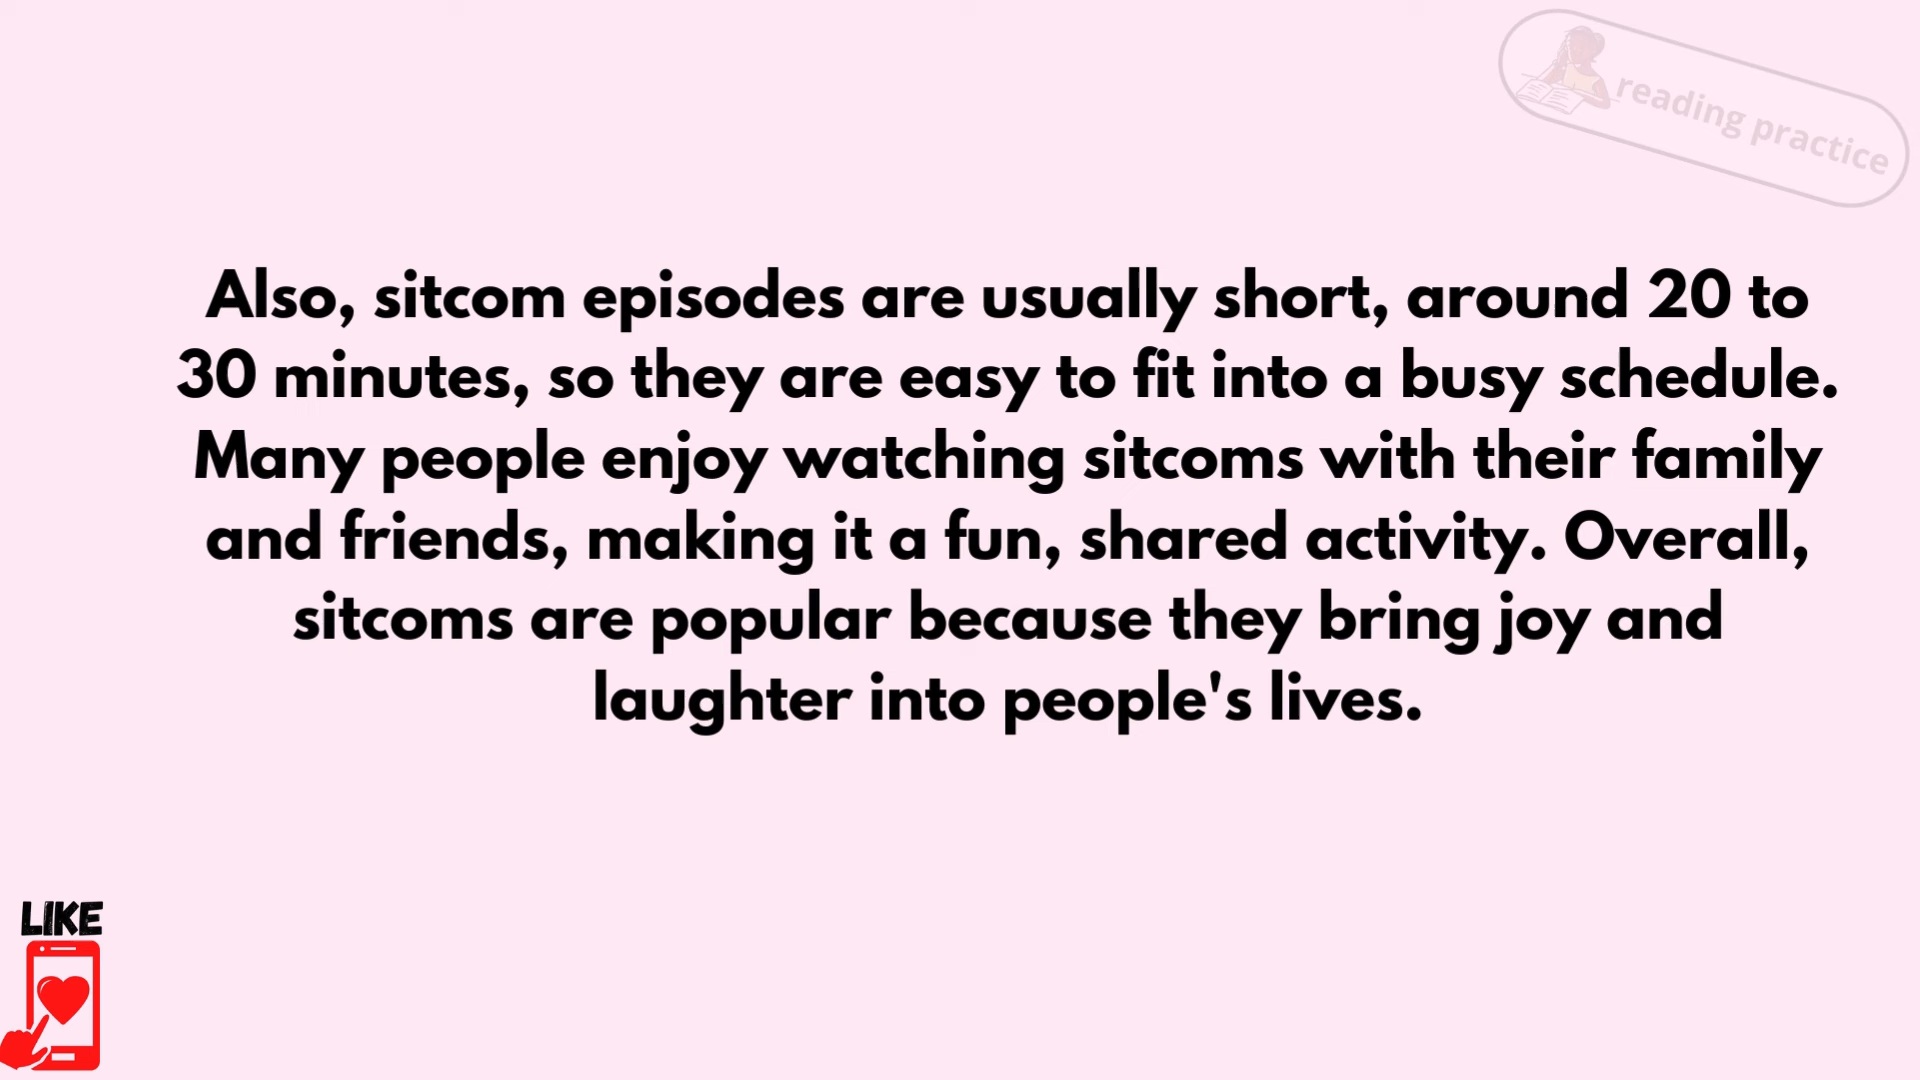 reading practice
Also, sitcom episodes are usually short, around 20 to
30 minutes, so they are easy to fit into a busy schedule.
Many people enjoy watching sitcoms with their family
and friends, making it a fun, shared activity. Overall,
sitcoms are popular because they bring joy and
laughter into people's lives.
LIKE